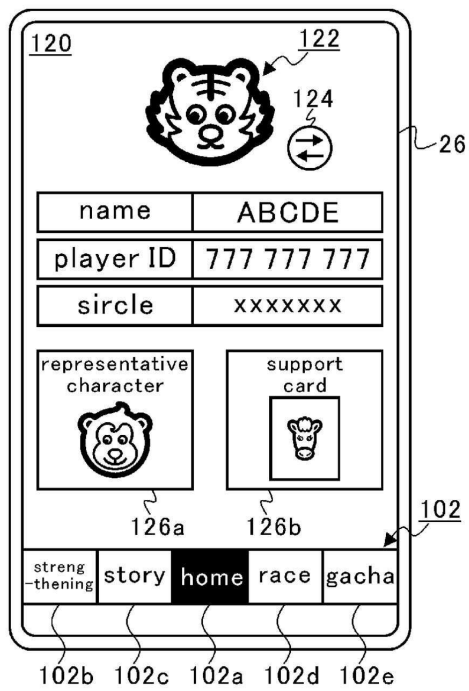 120
122
124
26
name ABCDE
player ID 777 777 777
sircle xxxxxxx
representative
character
support
card
126a 126b
102
streng
-thening story home race gacha
102b 102c 102a 102d 102e